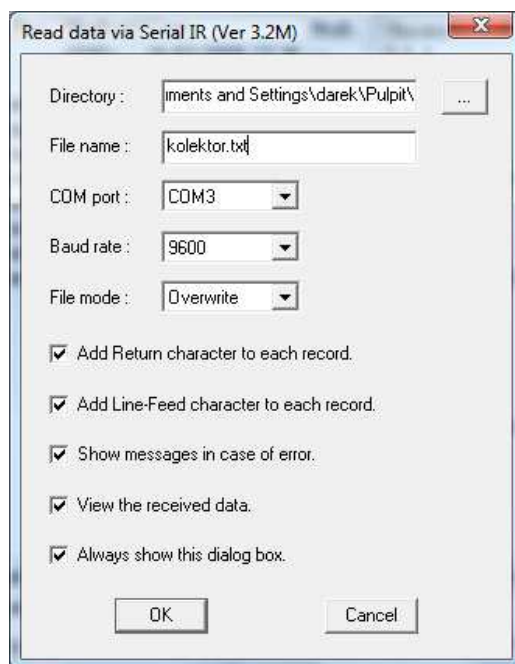 Read data via Serial IR (Ver 3.2M)
Directory : iments and Settings\darek\Pulpit\ ...
File name : kolektor.txt
COM port : COM3
Baud rate : 9600
File mode : Overwrite
Add Return character to each record.
Add Line-Feed character to each record.
Show messages in case of error.
View the received data.
Always show this dialog box.
OK Cancel